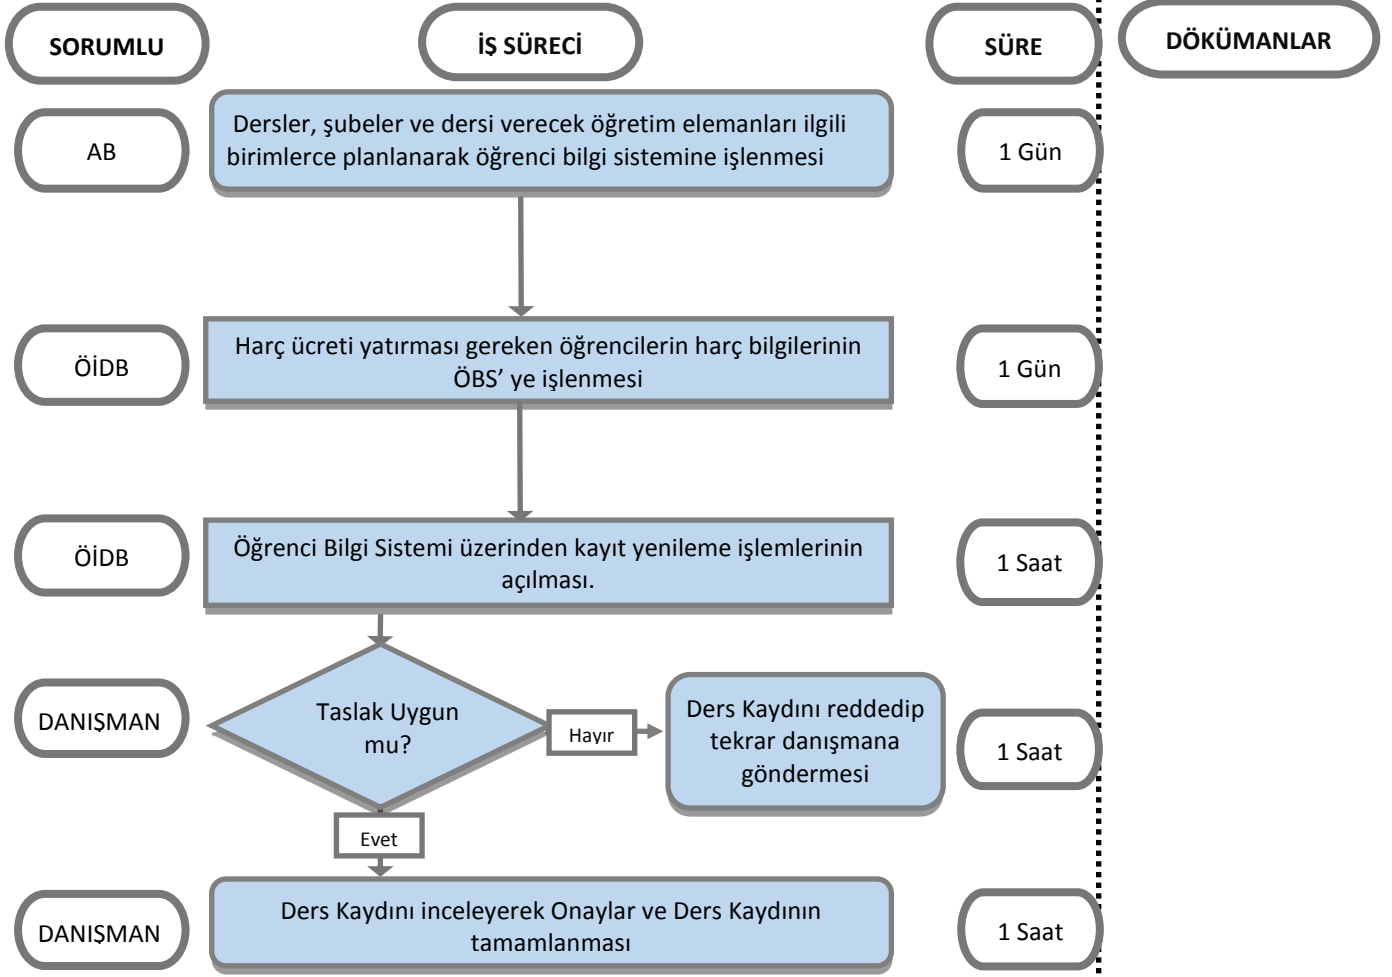 SORUMLU
İŞ SÜRECİ
SÜRE
DÖKÜMANLAR
AB
Dersler, şubeler ve dersi verecek öğretim elemanları ilgili
birimlerce planlanarak öğrenci bilgi sistemine işlenmesi
1 Gün
ÖİDB
Harç ücreti yatırması gereken öğrencilerin harç bilgilerinin
ÖBS’ ye işlenmesi
1 Gün
ÖİDB
Öğrenci Bilgi Sistemi üzerinden kayıt yenileme işlemlerinin
açılması.
1 Saat
DANIŞMAN
Taslak Uygun
mu?
Hayır
Ders Kaydını reddedip
tekrar danışmana
göndermesi
1 Saat
Evet
DANIŞMAN
Ders Kaydını inceleyerek Onaylar ve Ders Kaydının
tamamlanması
1 Saat